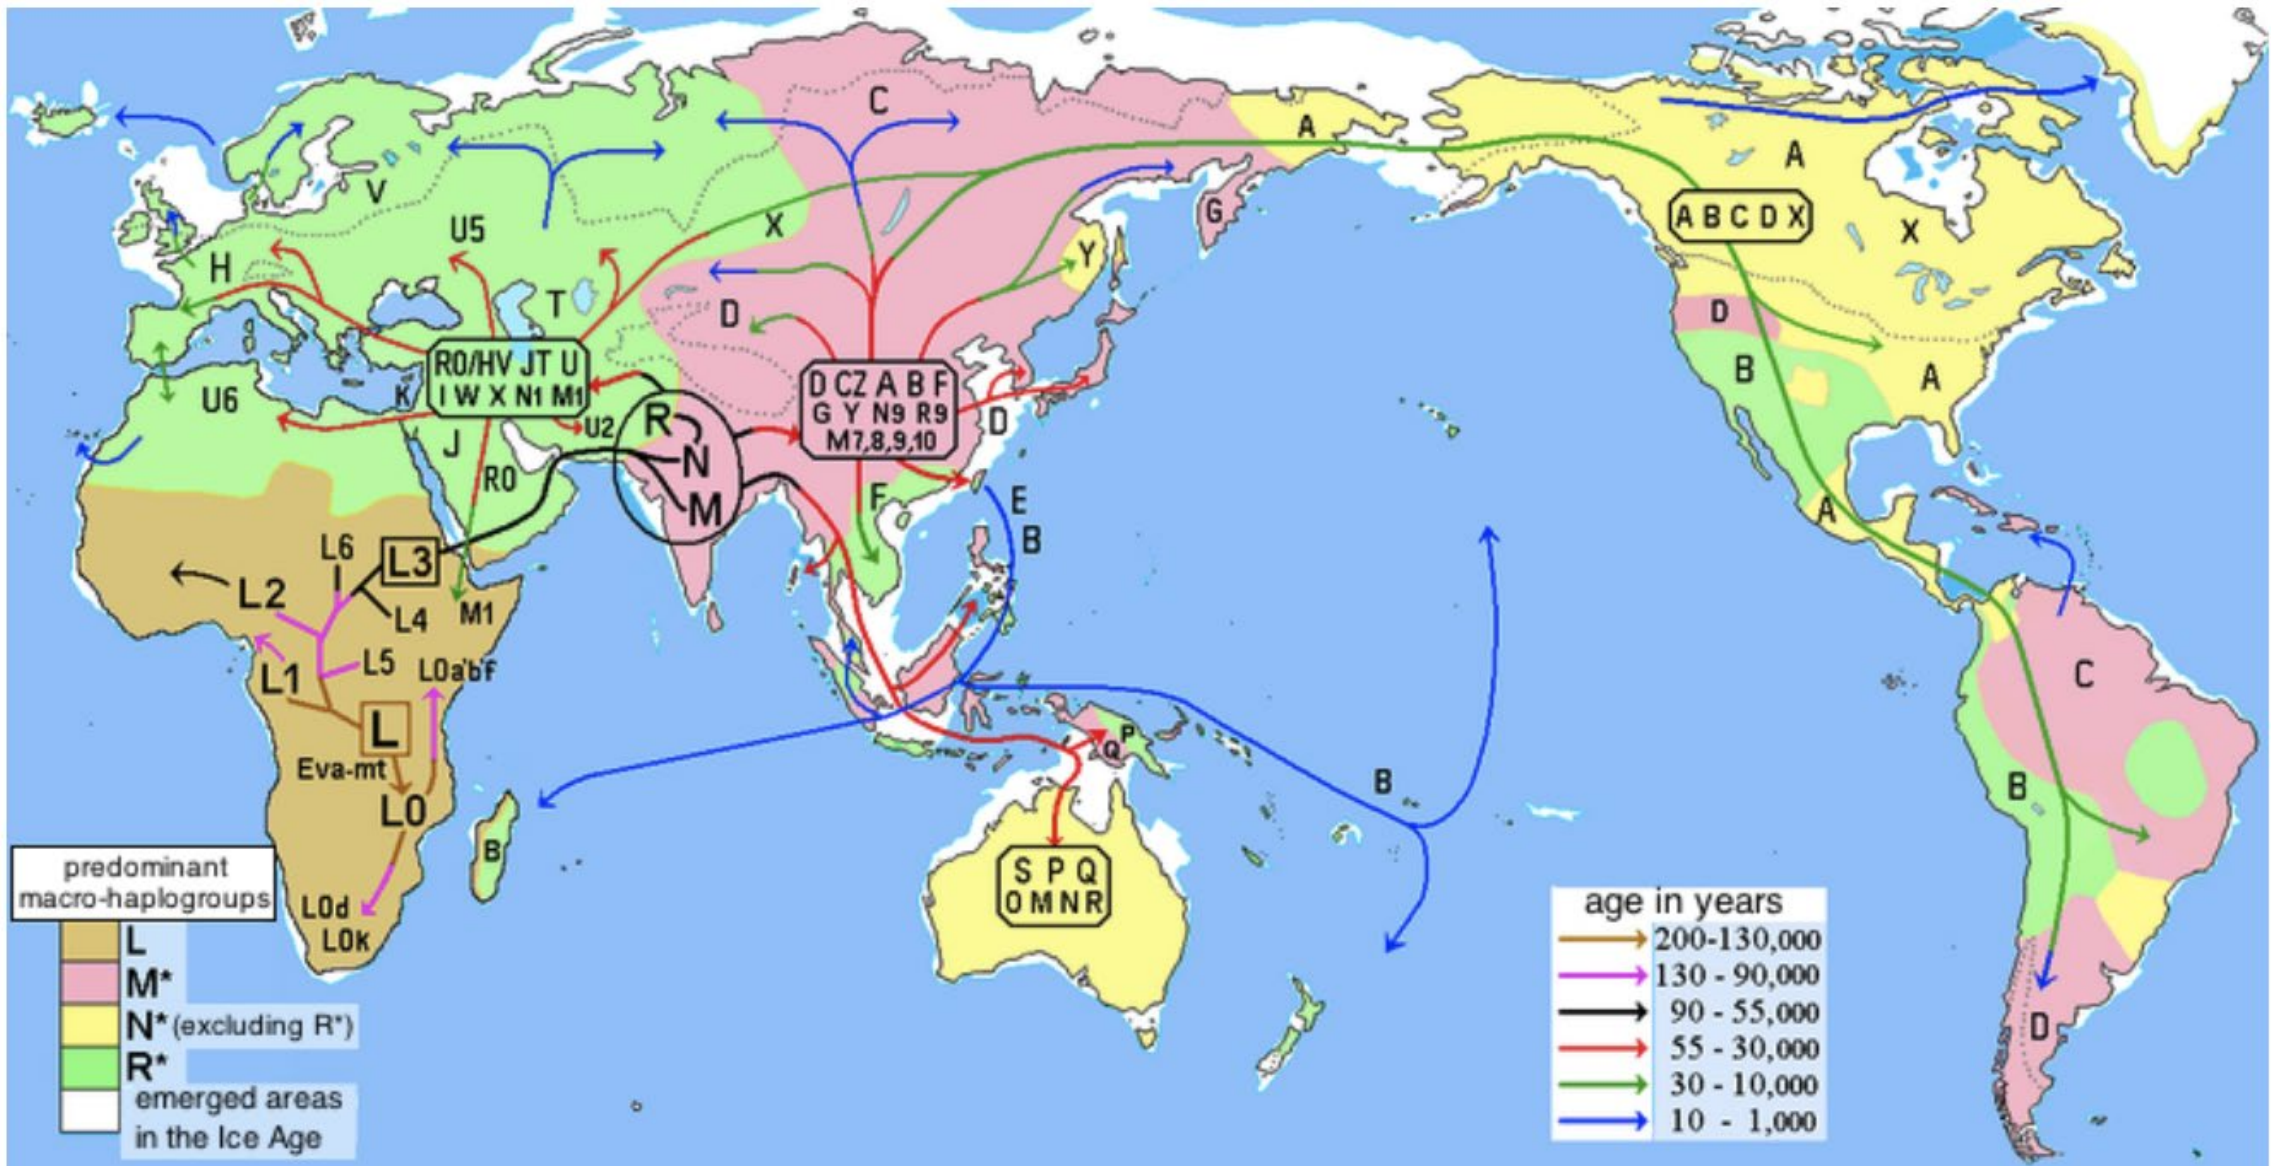 C
A
A
V
X
G
ABCDX
X
U5
H
Y
T
D
D
B
A
R0/HV JT U
I W X N1 M1
D CZ A B F
G Y N9 R9
M7,8,9,10
K
U6
R
U2
D
J
N
R0
F
E
M
A
B
L6
L3
L2
L4
M1
L5
L0a'b'f
L1
C
L
P
Q
Eva-mt
B
B
L0
B
predominant
macro-haplogroups
S P Q
O M N R
L0d
L0k
L
M*
N* (excluding R*)
R*
emerged areas
in the Ice Age
age in years
200-130,000
130 - 90,000
90 - 55,000
55 - 30,000
30 - 10,000
10 - 1,000
D